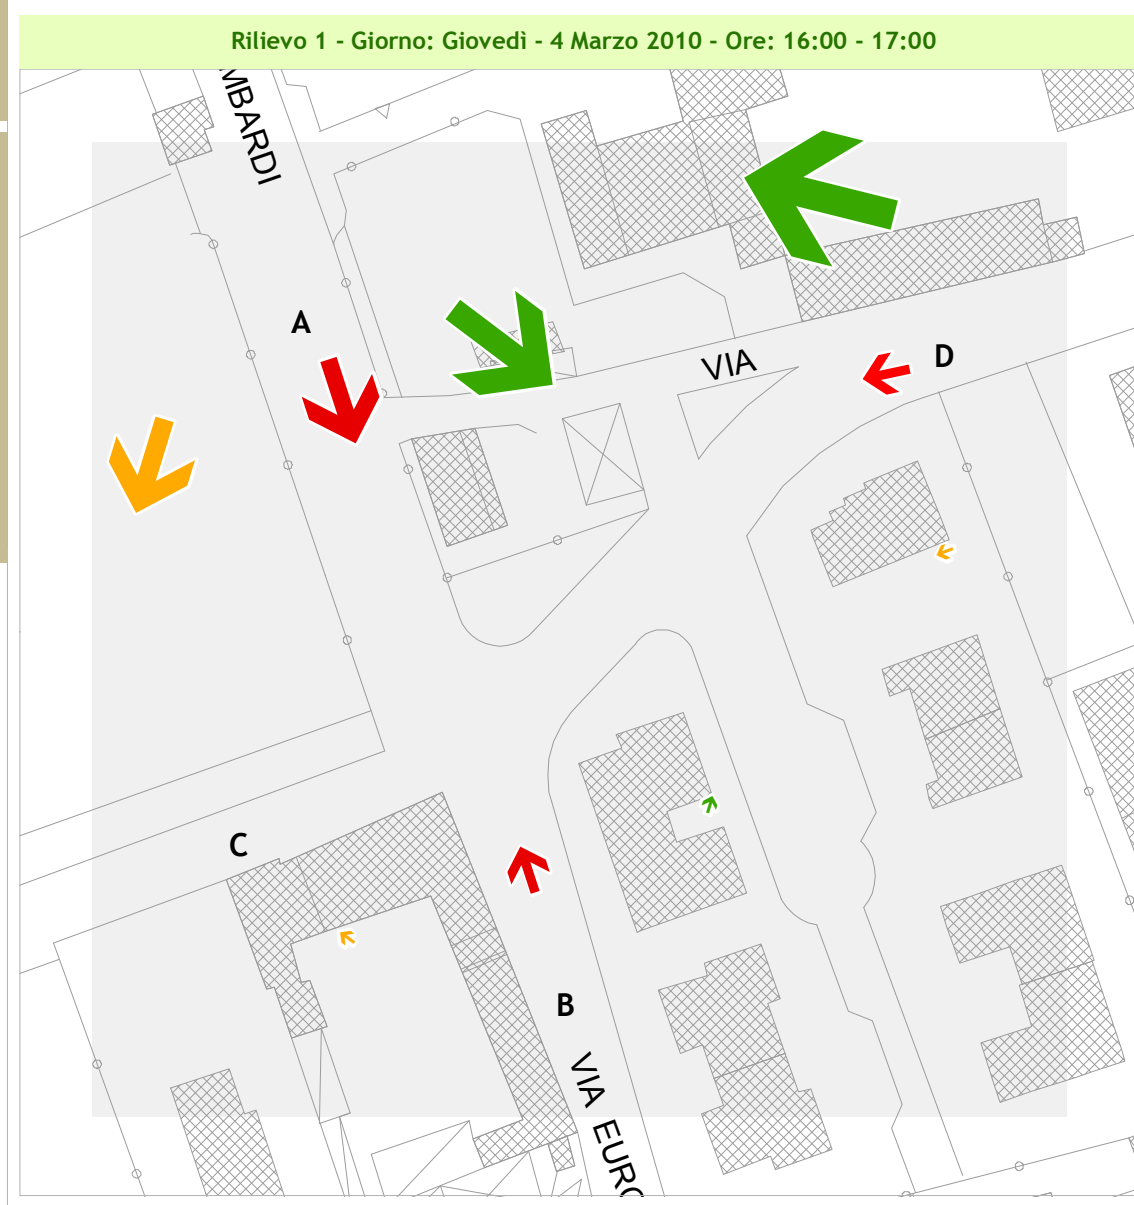 Rilievo 1 - Giorno: Giovedì - 4 Marzo 2010 - Ore: 16:00 - 17:00
MBARDI
A
VIA
D
C
B
VIA EURO